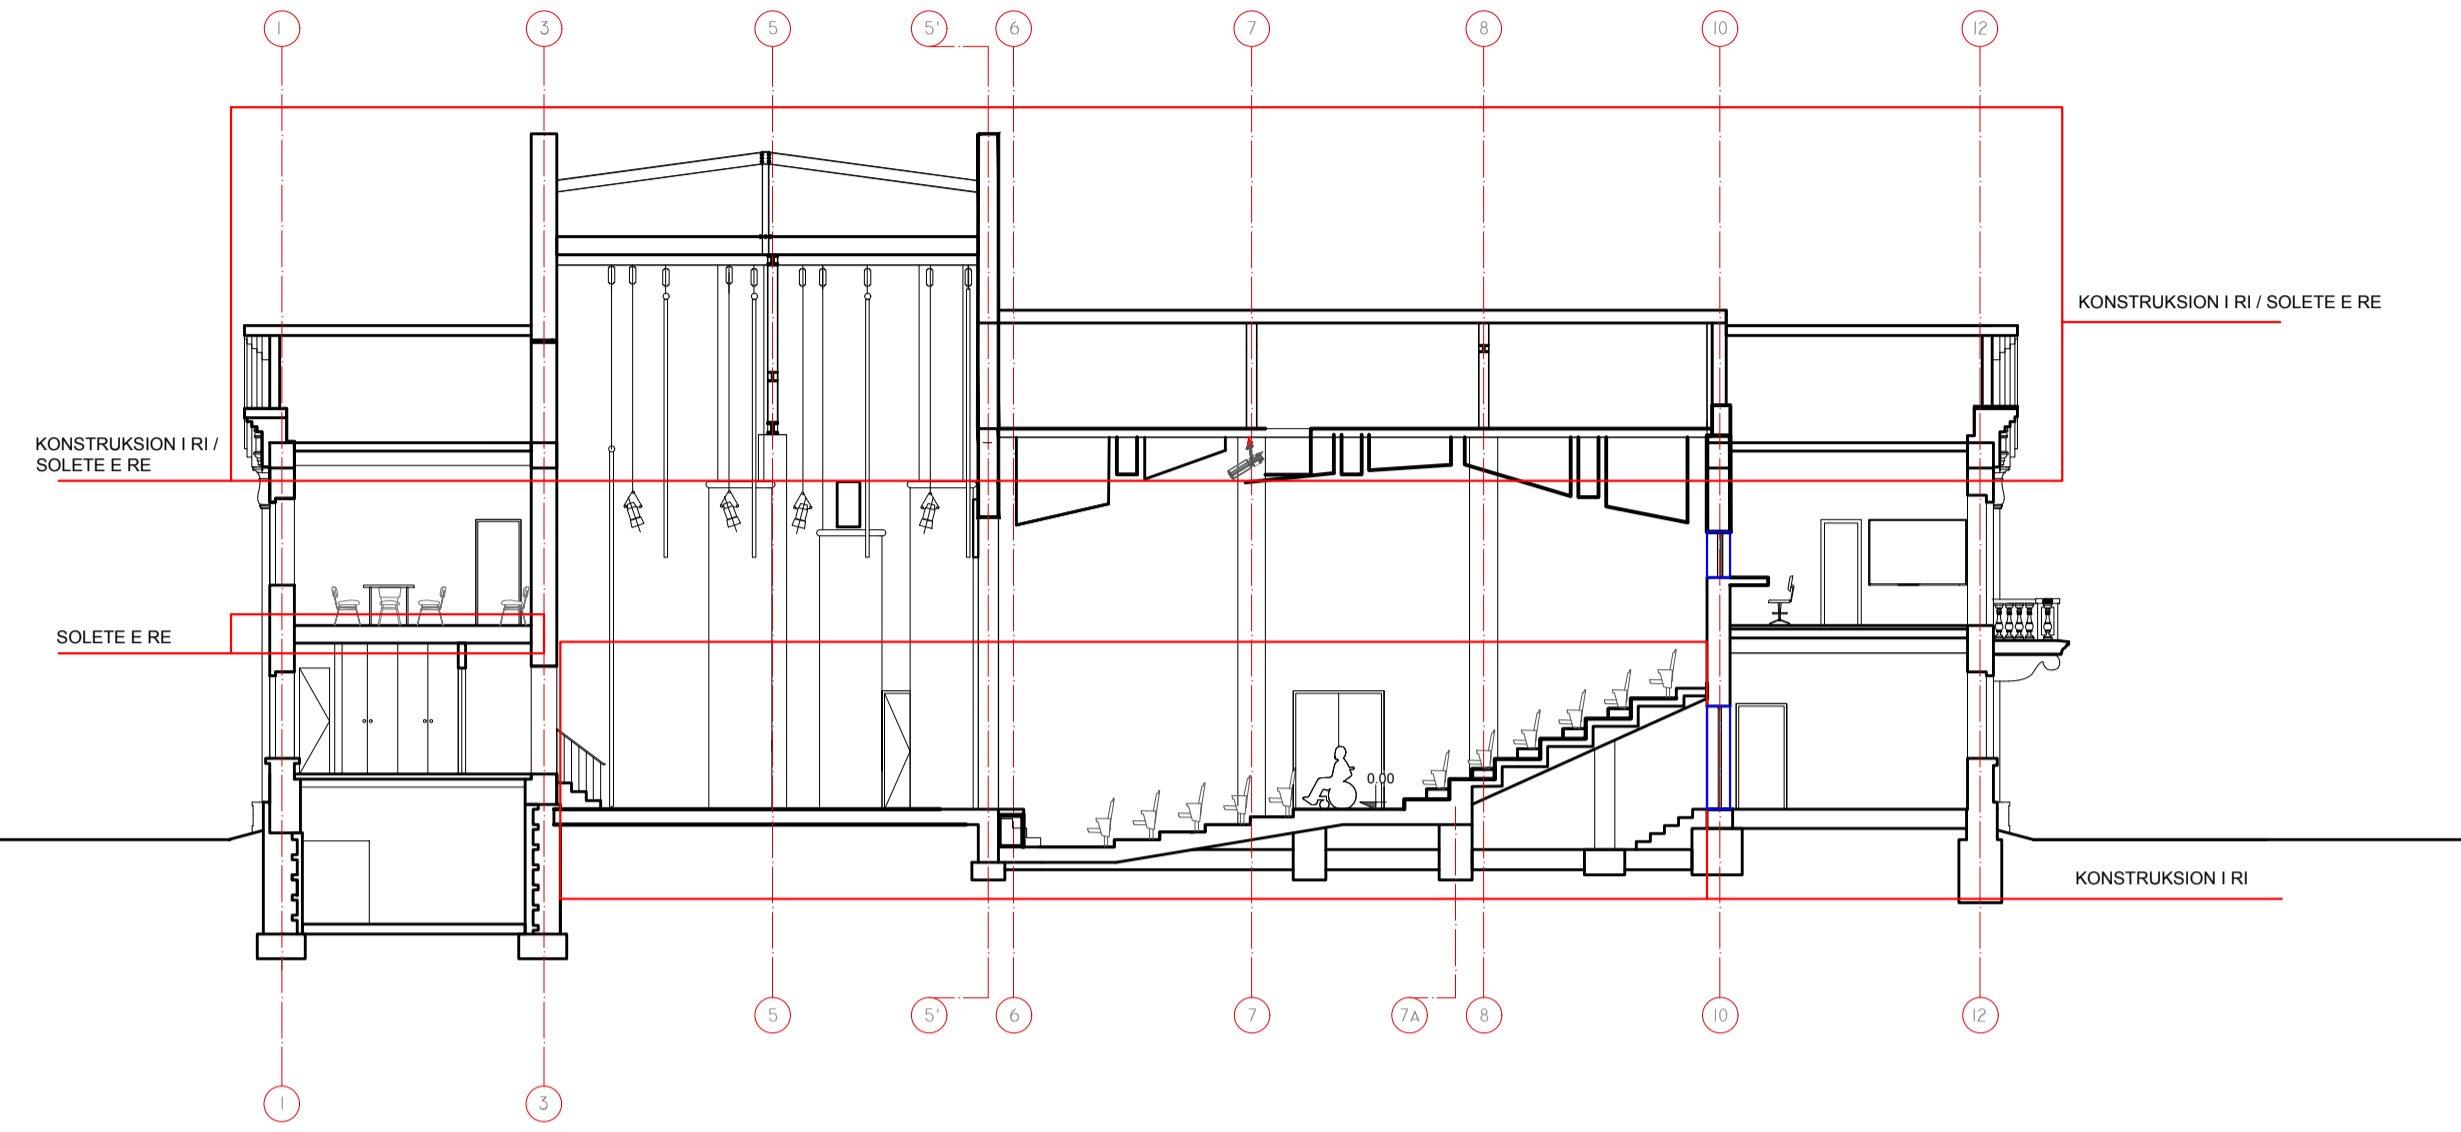 1 3 5 5' 6 7 8 10 12
KONSTRUKSION I RI / SOLETE E RE
KONSTRUKSION I RI /
SOLETE E RE
SOLETE E RE
0.00
KONSTRUKSION I RI
5 5' 6 7 7A 8 10 12
1 3